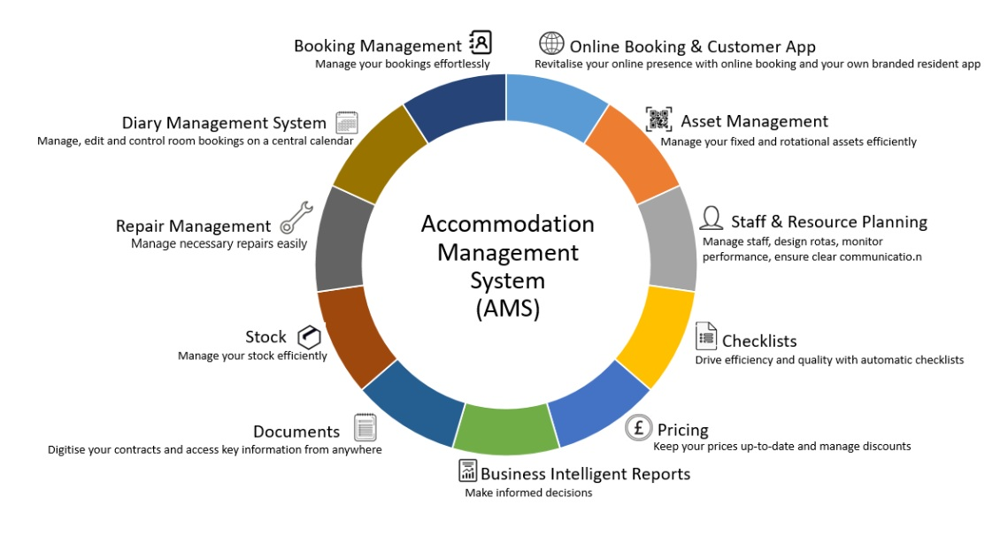 Booking Management
Manage your bookings effortlessly
Online Booking & Customer App
Revitalise your online presence with online booking and your own branded resident app
Diary Management System
Manage, edit and control room bookings on a central calendar
Asset Management
Manage your fixed and rotational assets efficiently
Repair Management
Manage necessary repairs easily
Accommodation
Management
System
(AMS)
Staff & Resource Planning
Manage staff, design rotas, monitor
performance, ensure clear communicatio.n
Stock
Manage your stock efficiently
Checklists
Drive efficiency and quality with automatic checklists
Documents
Digitise your contracts and access key information from anywhere
£
Pricing
Keep your prices up-to-date and manage discounts
Business Intelligent Reports
Make informed decisions